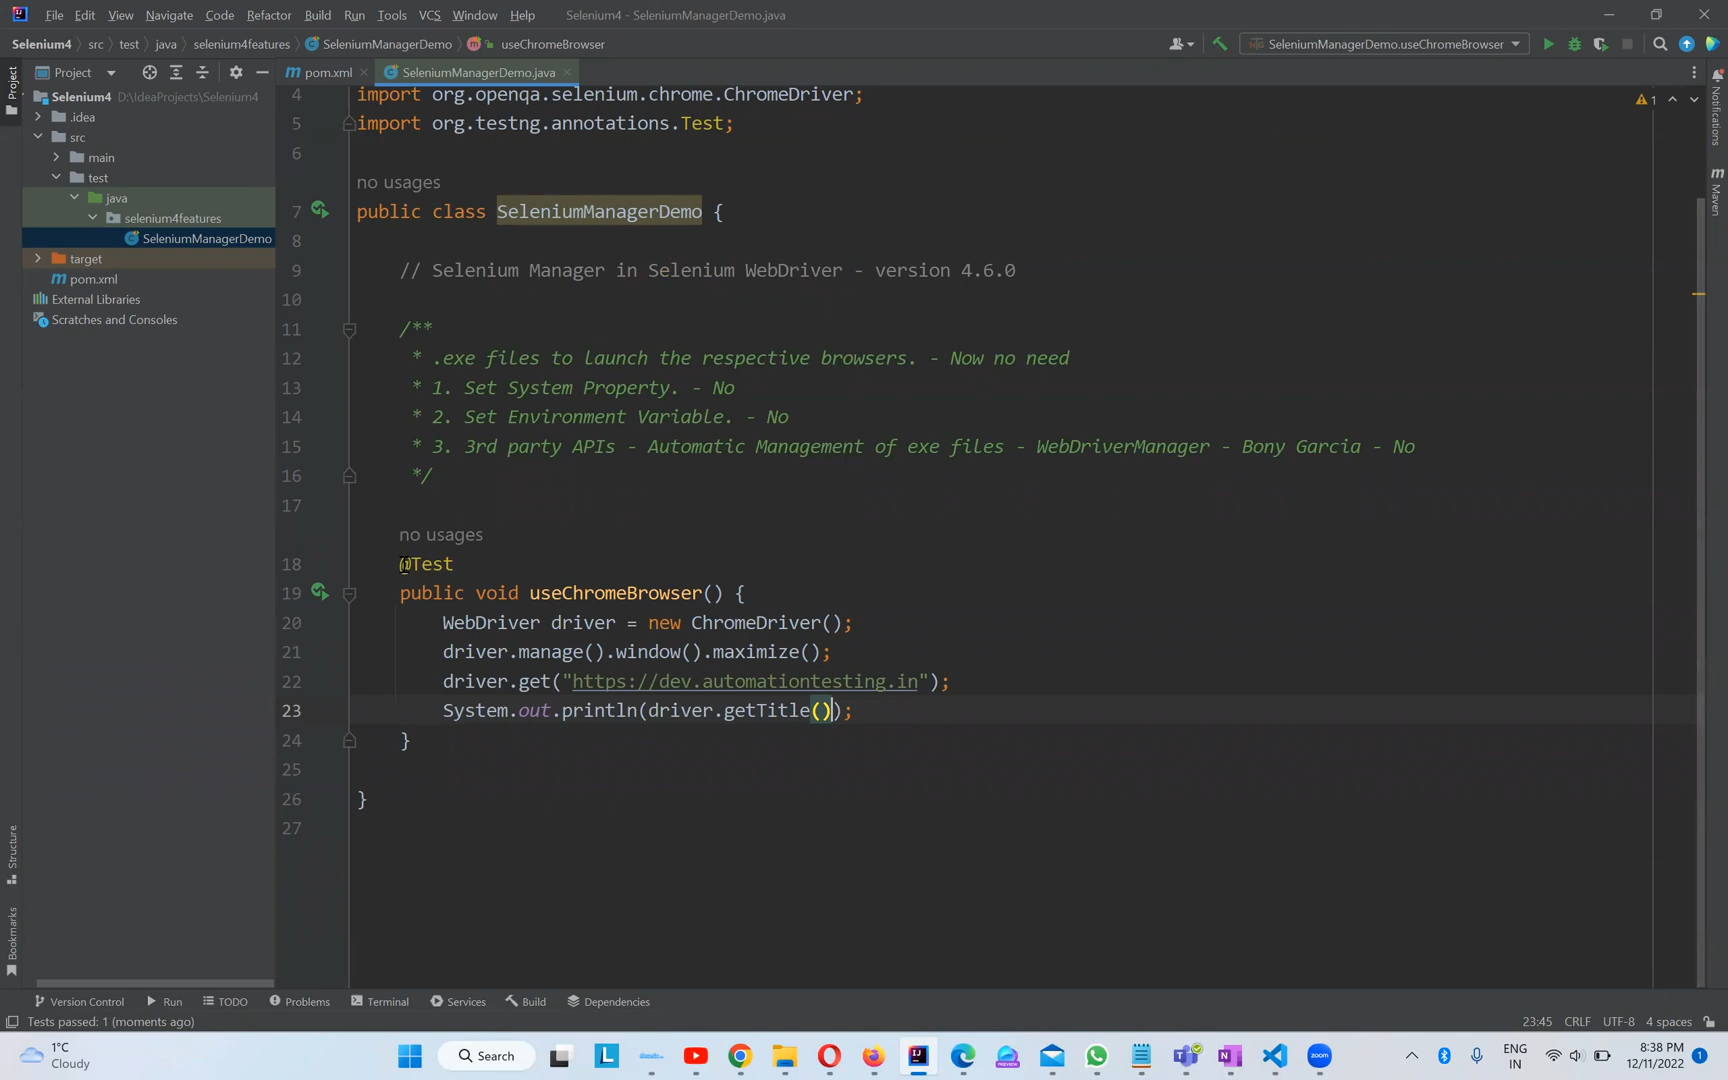 File Edit View Navigate Code Refactor Build Run Tools VCS Window Help Selenium4 - SeleniumManagerDemo.java
Selenium4 src test java selenium4features SeleniumManagerDemo useChromeBrowser SeleniumManagerDemo.useChromeBrowser
Project
Project
pom.xml
SeleniumManagerDemo.java
Selenium4 D:\IdeaProjects\Selenium4
.idea
src
main
test
java
selenium4features
SeleniumManagerDemo
target
pom.xml
External Libraries
Scratches and Consoles
Structure
Bookmarks
4 import org.openqa.selenium.chrome.ChromeDriver;
5 import org.testng.annotations.Test;
6
no usages
7 public class SeleniumManagerDemo {
8
9 // Selenium Manager in Selenium WebDriver - version 4.6.0
10
11 /**
12 * .exe files to launch the respective browsers. - Now no need
13 * 1. Set System Property. - No
14 * 2. Set Environment Variable. - No
15 * 3. 3rd party APIs - Automatic Management of exe files - WebDriverManager - Bony Garcia - No
16 */
17
no usages
18 @Test
19 public void useChromeBrowser() {
20 WebDriver driver = new ChromeDriver();
21 driver.manage().window().maximize();
22 driver.get("https://dev.automationtesting.in");
23 System.out.println(driver.getTitle());
24 }
25
26 }
27
1
Notifications
Maven
Version Control Run TODO Problems Terminal Services Build Dependencies
Tests passed: 1 (moments ago) 23:45 CRLF UTF-8 4 spaces
1°C
Cloudy
Search
PREVIEW
zoom
ENG
IN
8:38 PM
12/11/2022
1